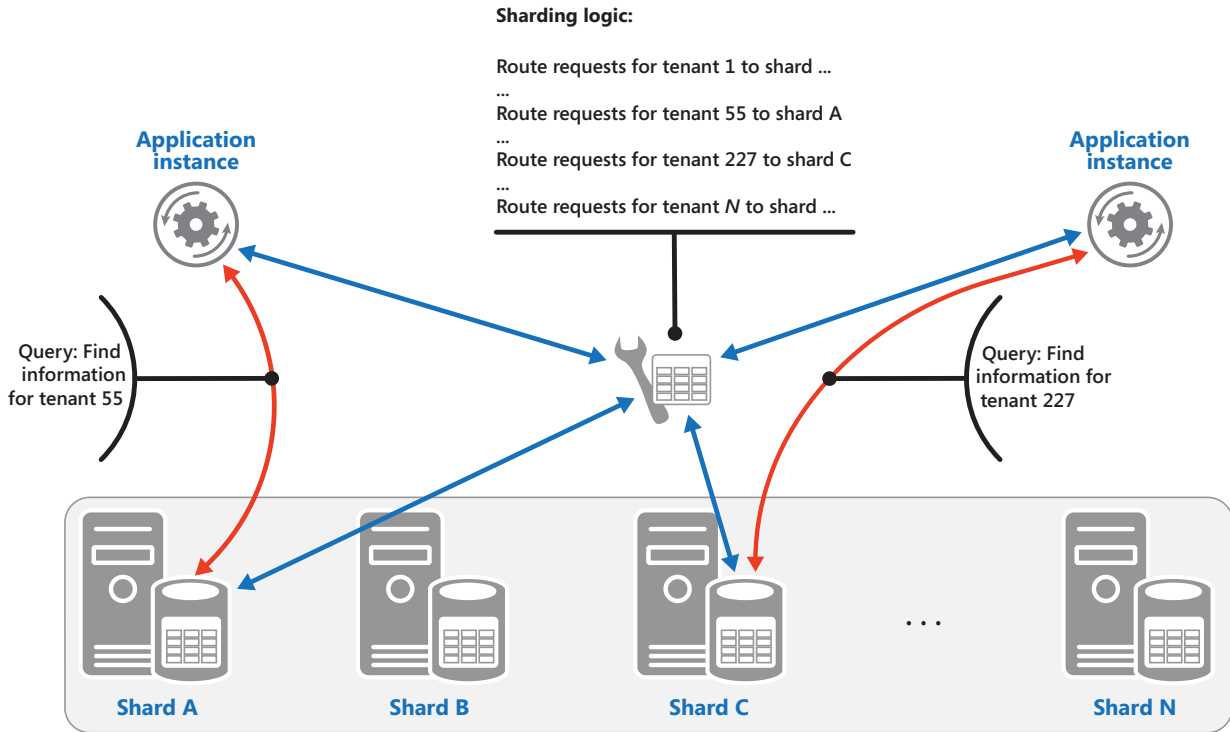 Sharding logic:
Route requests for tenant 1 to shard ...
...
Route requests for tenant 55 to shard A
...
Route requests for tenant 227 to shard C
...
Route requests for tenant N to shard ...
Application
instance
Application
instance
Query: Find
information
for tenant 55
Query: Find
information for
tenant 227
...
Shard A
Shard B
Shard C
Shard N